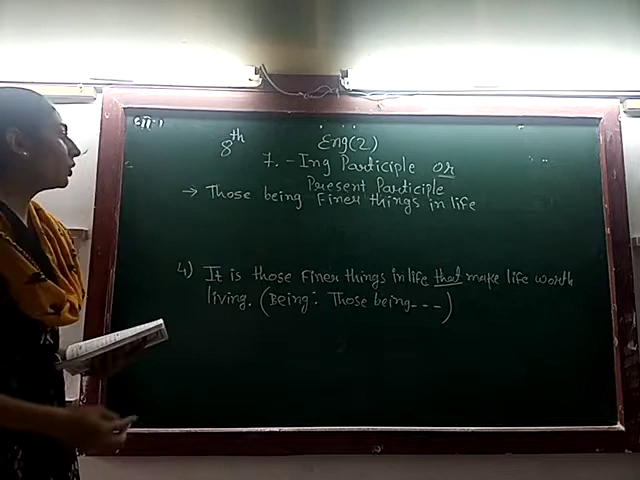 8th Eng(2)
7. -Ing Participle or
Present Participle
→ Those being Finer things in life
4) It is those Finer things in life that make life worth
living. (Being: Those being---)